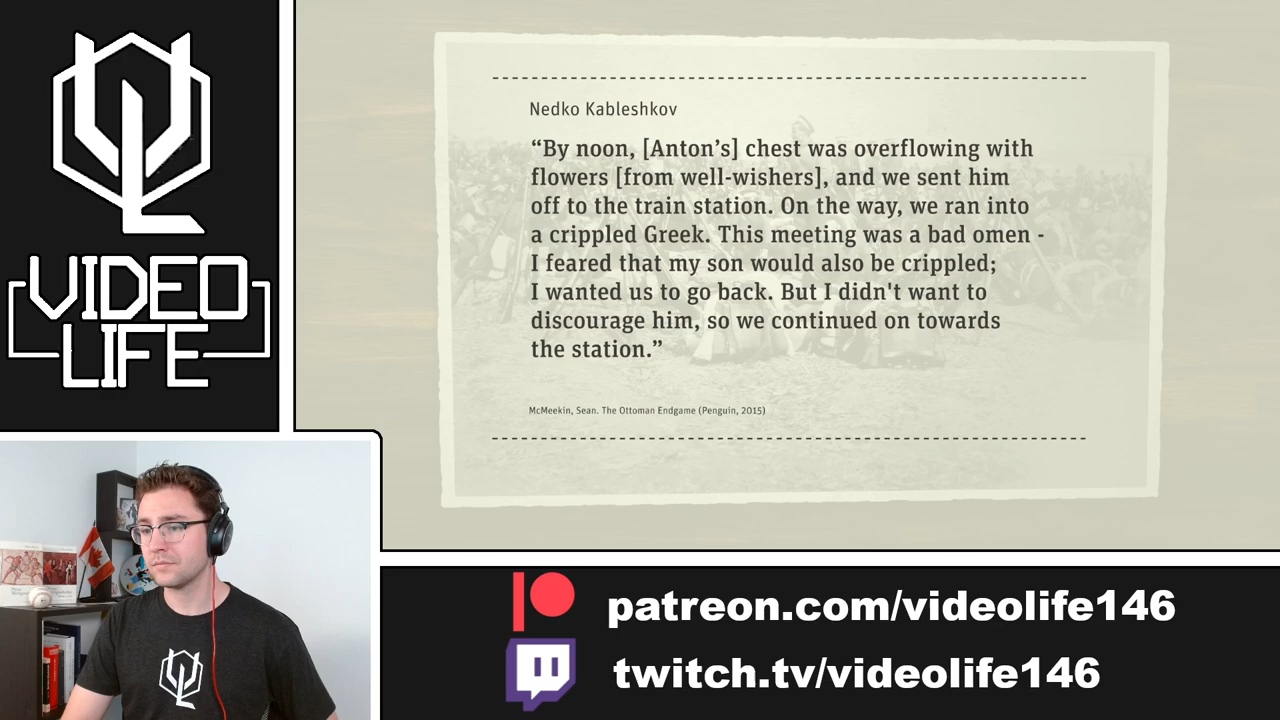 VIDEO
LIFE
Nedko Kableshkov
“By noon, [Anton’s] chest was overflowing with
flowers [from well-wishers], and we sent him
off to the train station. On the way, we ran into
a crippled Greek. This meeting was a bad omen -
I feared that my son would also be crippled;
I wanted us to go back. But I didn't want to
discourage him, so we continued on towards
the station.”
McMeekin, Sean. The Ottoman Endgame (Penguin, 2015)
patreon.com/videolife146
twitch.tv/videolife146